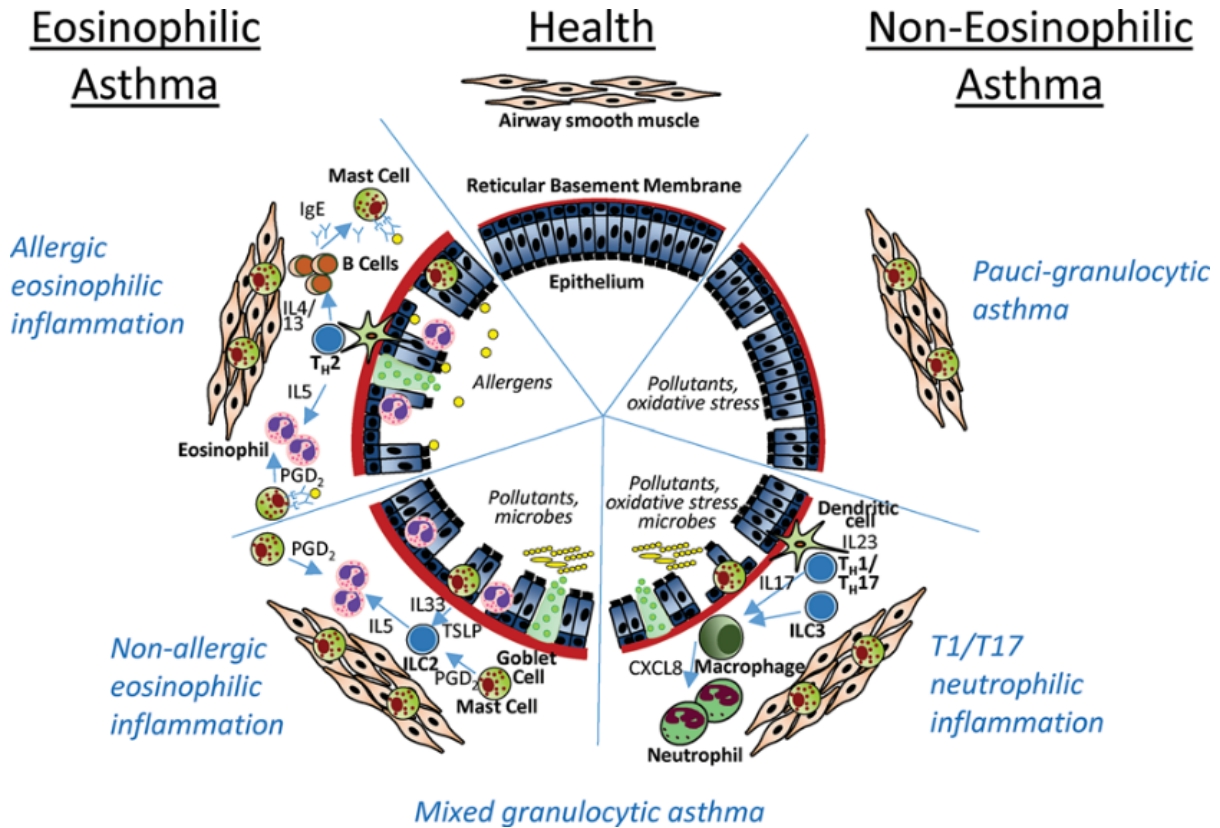 Eosinophilic
Asthma
Health
Non-Eosinophilic
Asthma
Airway smooth muscle
Reticular Basement Membrane
Epithelium
Allergic
eosinophilic
inflammation
Mast Cell
IgE
B Cells
IL4/
13
TH2
IL5
Eosinophil
PGD2
Allergens
Pollutants,
oxidative stress
Pauci-granulocytic
asthma
Non-allergic
eosinophilic
inflammation
PGD2
IL5
IL33
TSLP
ILC2
PGD2
Goblet
Cell
Mast Cell
Pollutants,
microbes
Pollutants,
oxidative stress,
microbes
Dendritic
cell
IL23
TH1/
TH17
IL17
ILC3
Macrophage
CXCL8
Neutrophil
T1/T17
neutrophilic
inflammation
Mixed granulocytic asthma